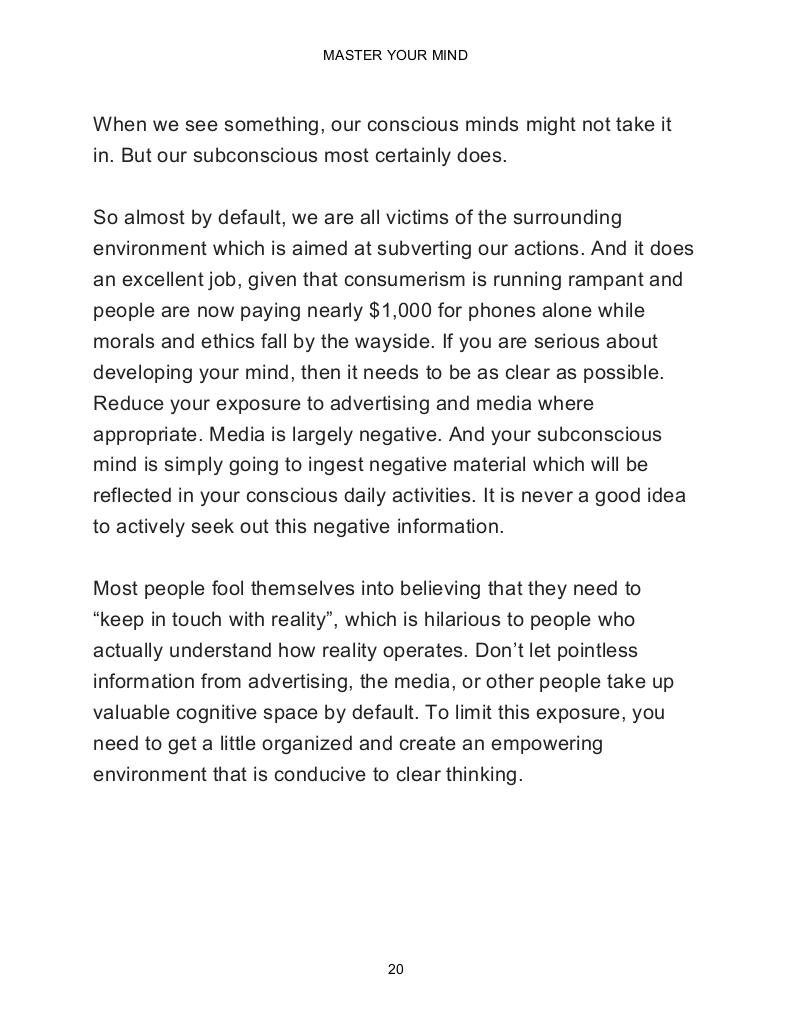 MASTER YOUR MIND
When we see something, our conscious minds might not take it
in. But our subconscious most certainly does.
So almost by default, we are all victims of the surrounding
environment which is aimed at subverting our actions. And it does
an excellent job, given that consumerism is running rampant and
people are now paying nearly $1,000 for phones alone while
morals and ethics fall by the wayside. If you are serious about
developing your mind, then it needs to be as clear as possible.
Reduce your exposure to advertising and media where
appropriate. Media is largely negative. And your subconscious
mind is simply going to ingest negative material which will be
reflected in your conscious daily activities. It is never a good idea
to actively seek out this negative information.
Most people fool themselves into believing that they need to
“keep in touch with reality”, which is hilarious to people who
actually understand how reality operates. Don’t let pointless
information from advertising, the media, or other people take up
valuable cognitive space by default. To limit this exposure, you
need to get a little organized and create an empowering
environment that is conducive to clear thinking.
20